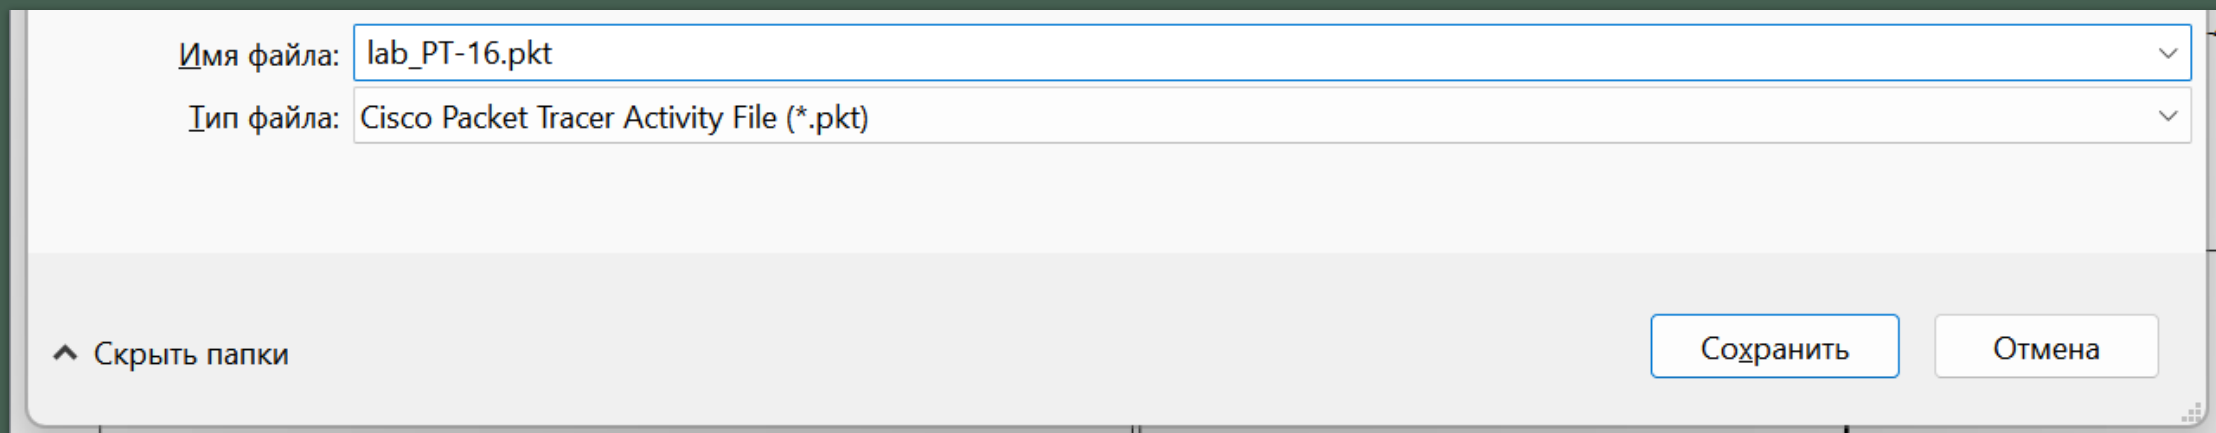 Имя файла: lab_PT-16.pkt
Тип файла: Cisco Packet Tracer Activity File (*.pkt)
Скрыть папки
Сохранить
Отмена